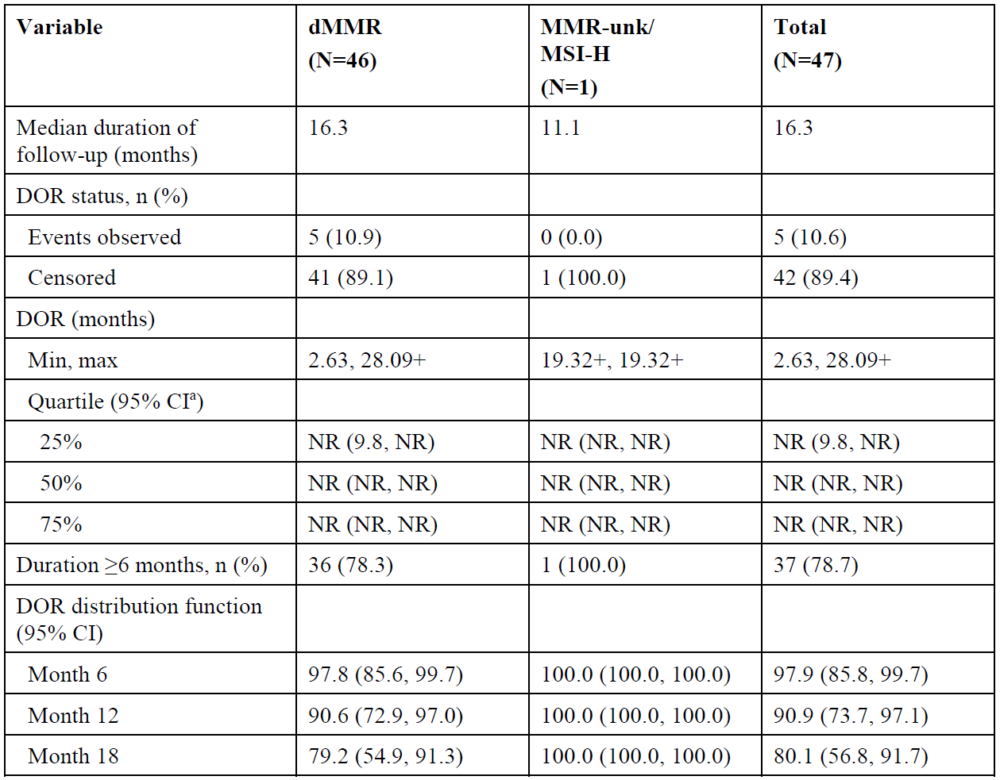 Variable dMMR (N=46) MMR-unk/ MSI-H (N=1) Total (N=47)
Median duration of follow-up (months) 16.3 11.1 16.3
DOR status, n (%)
Events observed 5 (10.9) 0 (0.0) 5 (10.6)
Censored 41 (89.1) 1 (100.0) 42 (89.4)
DOR (months)
Min, max 2.63, 28.09+ 19.32+, 19.32+ 2.63, 28.09+
Quartile (95% CIᵃ)
25% NR (9.8, NR) NR (NR, NR) NR (9.8, NR)
50% NR (NR, NR) NR (NR, NR) NR (NR, NR)
75% NR (NR, NR) NR (NR, NR) NR (NR, NR)
Duration ≥6 months, n (%) 36 (78.3) 1 (100.0) 37 (78.7)
DOR distribution function (95% CI)
Month 6 97.8 (85.6, 99.7) 100.0 (100.0, 100.0) 97.9 (85.8, 99.7)
Month 12 90.6 (72.9, 97.0) 100.0 (100.0, 100.0) 90.9 (73.7, 97.1)
Month 18 79.2 (54.9, 91.3) 100.0 (100.0, 100.0) 80.1 (56.8, 91.7)